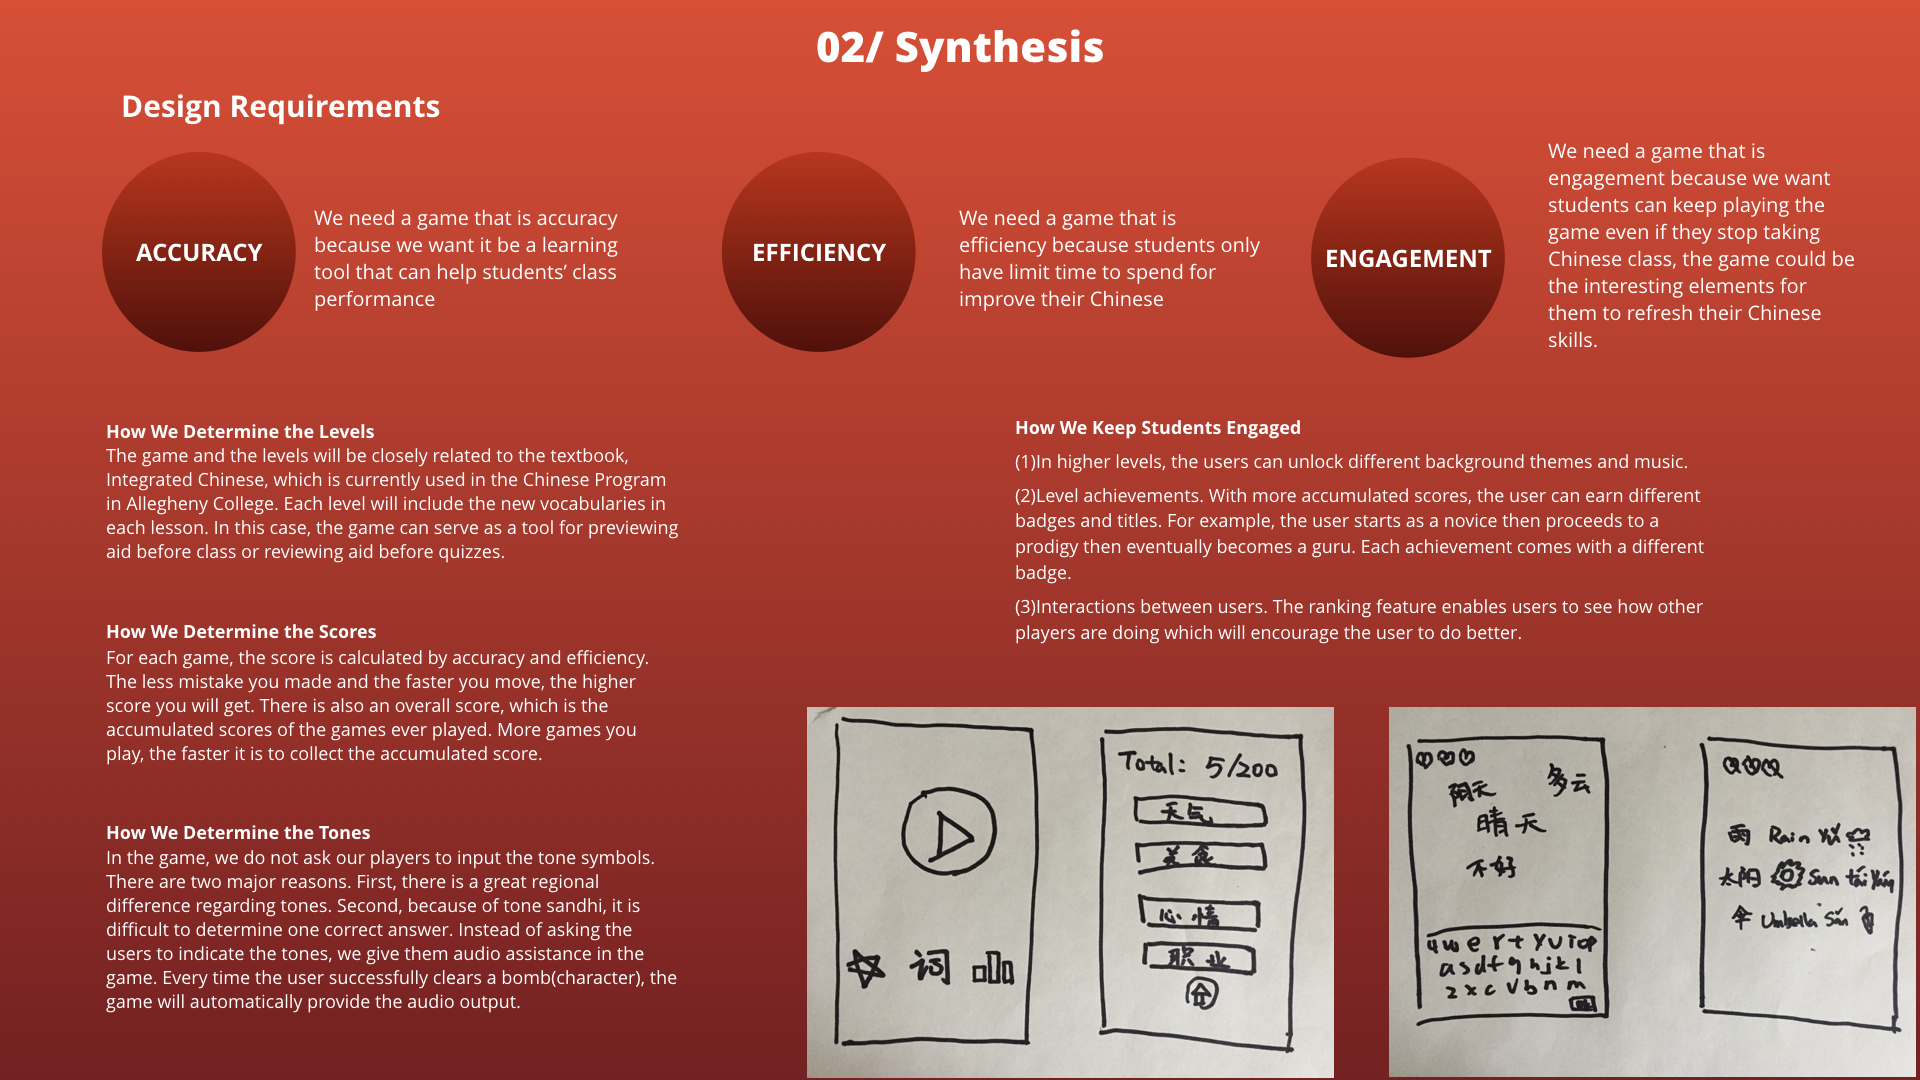 02/ Synthesis
Design Requirements
ACCURACY
We need a game that is accuracy
because we want it be a learning
tool that can help students’ class
performance
EFFICIENCY
We need a game that is
efficiency because students only
have limit time to spend for
improve their Chinese
ENGAGEMENT
We need a game that is
engagement because we want
students can keep playing the
game even if they stop taking
Chinese class, the game could be
the interesting elements for
them to refresh their Chinese
skills.
How We Determine the Levels
The game and the levels will be closely related to the textbook,
Integrated Chinese, which is currently used in the Chinese Program
in Allegheny College. Each level will include the new vocabularies in
each lesson. In this case, the game can serve as a tool for previewing
aid before class or reviewing aid before quizzes.
How We Determine the Scores
For each game, the score is calculated by accuracy and efficiency.
The less mistake you made and the faster you move, the higher
score you will get. There is also an overall score, which is the
accumulated scores of the games ever played. More games you
play, the faster it is to collect the accumulated score.
How We Determine the Tones
In the game, we do not ask our players to input the tone symbols.
There are two major reasons. First, there is a great regional
difference regarding tones. Second, because of tone sandhi, it is
difficult to determine one correct answer. Instead of asking the
users to indicate the tones, we give them audio assistance in the
game. Every time the user successfully clears a bomb(character), the
game will automatically provide the audio output.
How We Keep Students Engaged
(1)In higher levels, the users can unlock different background themes and music.
(2)Level achievements. With more accumulated scores, the user can earn different
badges and titles. For example, the user starts as a novice then proceeds to a
prodigy then eventually becomes a guru. Each achievement comes with a different
badge.
(3)Interactions between users. The ranking feature enables users to see how other
players are doing which will encourage the user to do better.
词
Total: 5/200
天气
美食
心情
职业
阴天
多云
晴天
不好
q w e r t y u i o p
a s d f g h j k l
z x c v b n m
雨 Rain Yǔ
太阳 Sun tài yáng
伞 Umbrella Sǎn